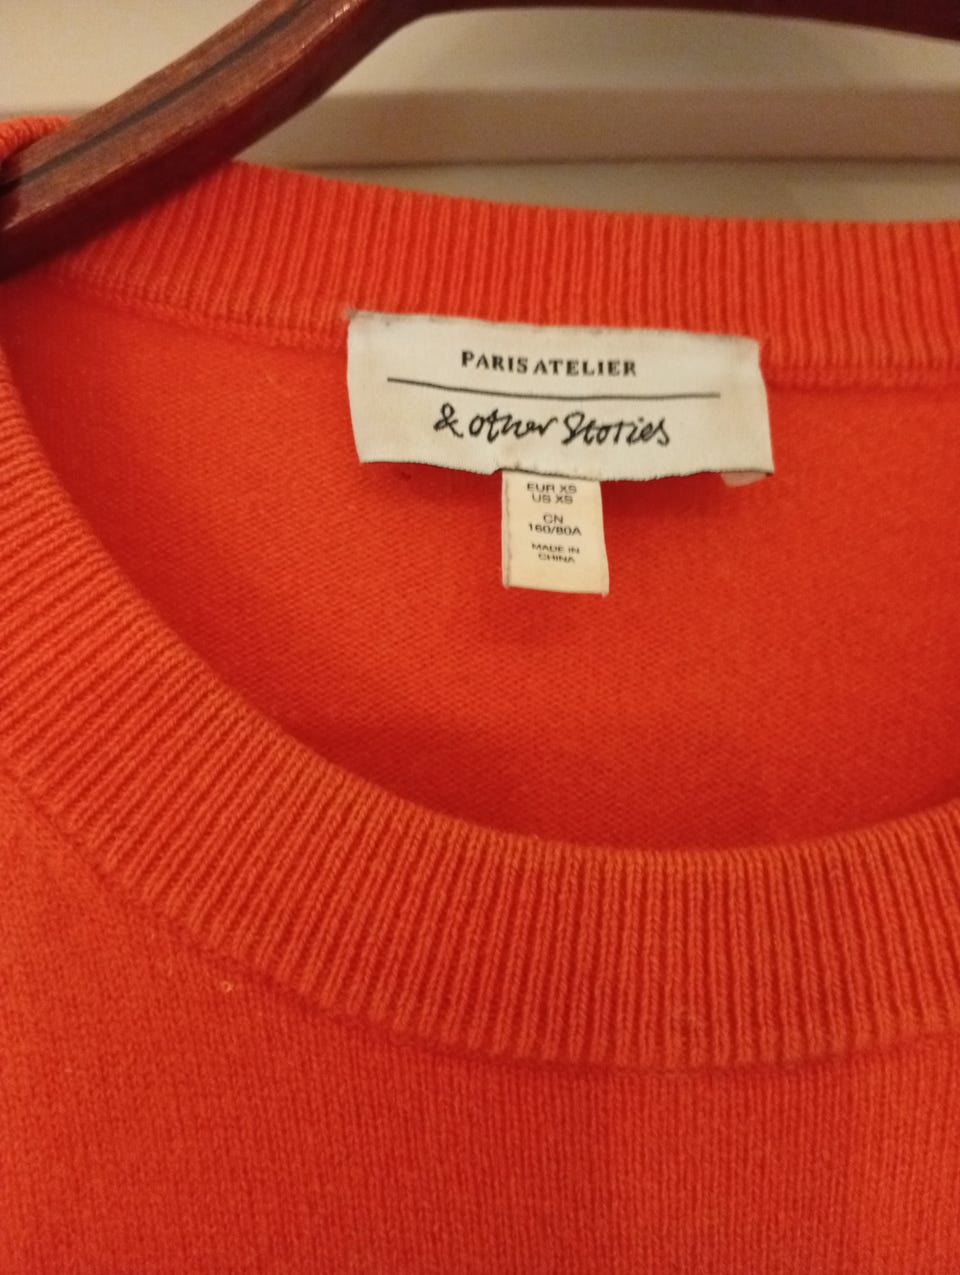 PARIS ATELIER
& other Stories
EUR XS
US XS
CN
160/80A
MADE IN
CHINA